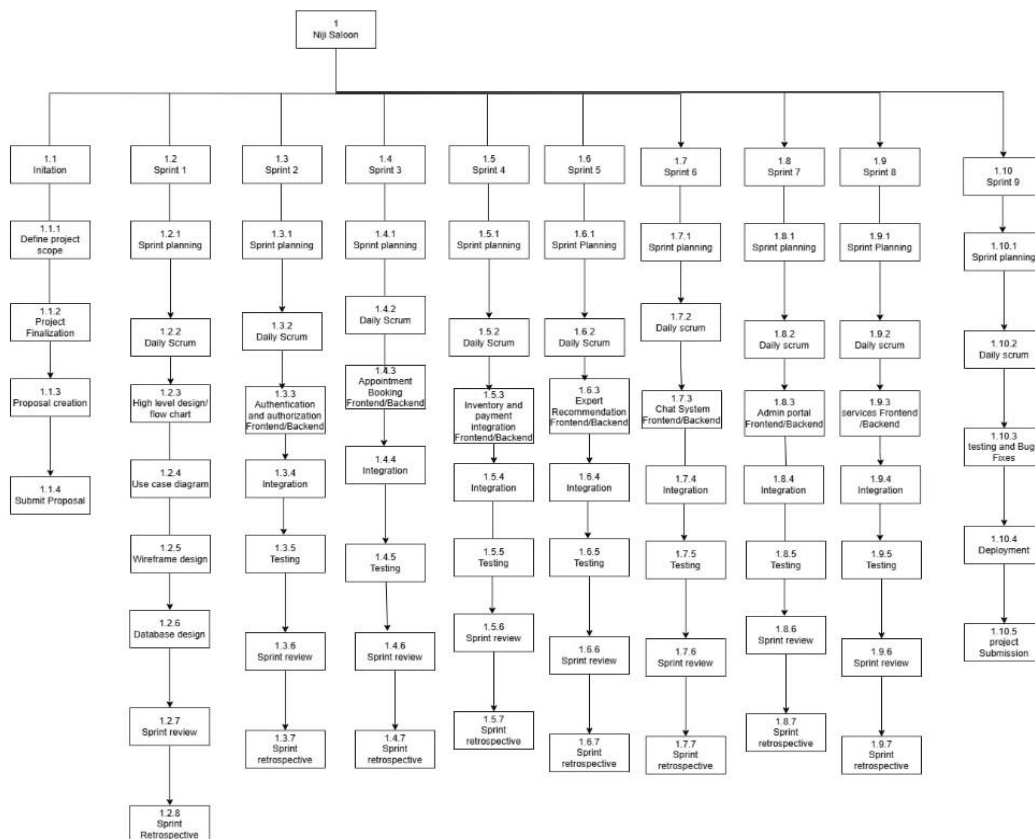 1
Niji Saloon
1.1
Initation
1.1.1
Define project
scope
1.1.2
Project
Finalization
1.1.3
Proposal creation
1.1.4
Submit Proposal
1.2
Sprint 1
1.2.1
Sprint planning
1.2.2
Daily Scrum
1.2.3
High level design/
flow chart
1.2.4
Use case diagram
1.2.5
Wireframe design
1.2.6
Database design
1.2.7
Sprint review
1.2.8
Sprint
Retrospective
1.3
Sprint 2
1.3.1
Sprint planning
1.3.2
Daily Scrum
1.3.3
Authentication
and authorization
Frontend/Backend
1.3.4
Integration
1.3.5
Testing
1.3.6
Sprint review
1.3.7
Sprint
retrospective
1.4
Sprint 3
1.4.1
Sprint planning
1.4.2
Daily Scrum
1.4.3
Appointment
Booking
Frontend/Backend
1.4.4
Integration
1.4.5
Testing
1.4.6
Sprint review
1.4.7
Sprint
retrospective
1.5
Sprint 4
1.5.1
Sprint planning
1.5.2
Daily Scrum
1.5.3
Inventory and
payment
integration
Frontend/Backend
1.5.4
Integration
1.5.5
Testing
1.5.6
Sprint review
1.5.7
Sprint
retrospective
1.6
Sprint 5
1.6.1
Sprint Planning
1.6.2
Daily Scrum
1.6.3
Expert
Recommendation
Frontend/Backend
1.6.4
Integration
1.6.5
Testing
1.6.6
Sprint review
1.6.7
Sprint
retrospective
1.7
Sprint 6
1.7.1
Sprint planning
1.7.2
Daily scrum
1.7.3
Chat System
Frontend/Backend
1.7.4
Integration
1.7.5
Testing
1.7.6
Sprint review
1.7.7
Sprint
retrospective
1.8
Sprint 7
1.8.1
Sprint planning
1.8.2
Daily scrum
1.8.3
Admin portal
Frontend/Backend
1.8.4
Integration
1.8.5
Testing
1.8.6
Sprint review
1.8.7
Sprint
retrospective
1.9
Sprint 8
1.9.1
Sprint Planning
1.9.2
Daily scrum
1.9.3
services Frontend
/Backend
1.9.4
Integration
1.9.5
Testing
1.9.6
Sprint review
1.9.7
Sprint
retrospective
1.10
Sprint 9
1.10.1
Sprint planning
1.10.2
Daily scrum
1.10.3
testing and Bug
Fixes
1.10.4
Deployment
1.10.5
project
Submission